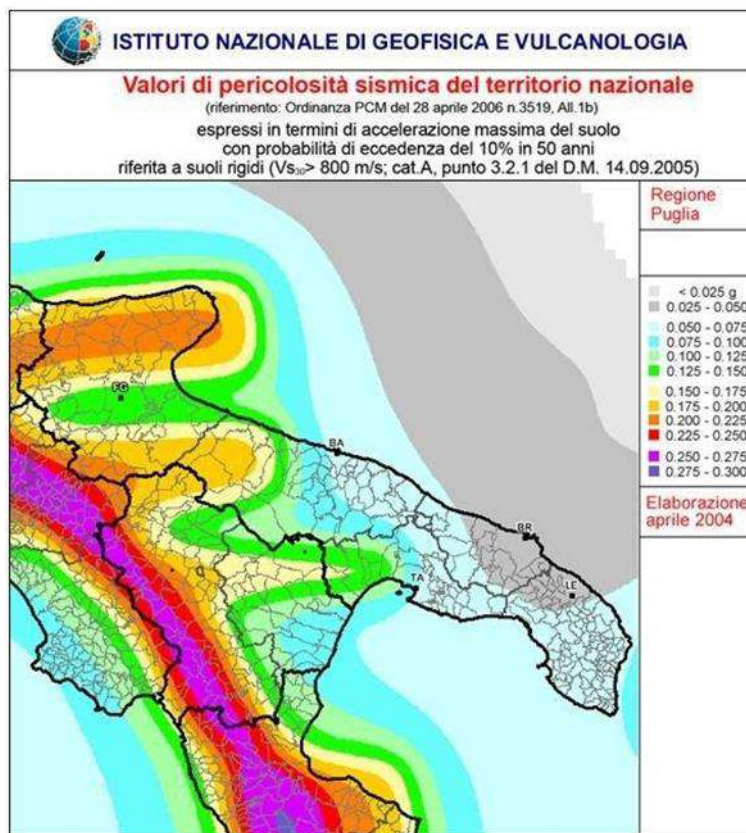 ISTITUTO NAZIONALE DI GEOFISICA E VULCANOLOGIA
Valori di pericolosità sismica del territorio nazionale
(riferimento: Ordinanza PCM del 28 aprile 2006 n.3519, All.1b)
espressi in termini di accelerazione massima del suolo
con probabilità di eccedenza del 10% in 50 anni
riferita a suoli rigidi (Vs₃₀> 800 m/s; cat.A, punto 3.2.1 del D.M. 14.09.2005)
Regione
Puglia
< 0.025 g
0.025 - 0.050
0.050 - 0.075
0.075 - 0.100
0.100 - 0.125
0.125 - 0.150
0.150 - 0.175
0.175 - 0.200
0.200 - 0.225
0.225 - 0.250
0.250 - 0.275
0.275 - 0.300
Elaborazione
aprile 2004
FG
BA
BR
TA
LE